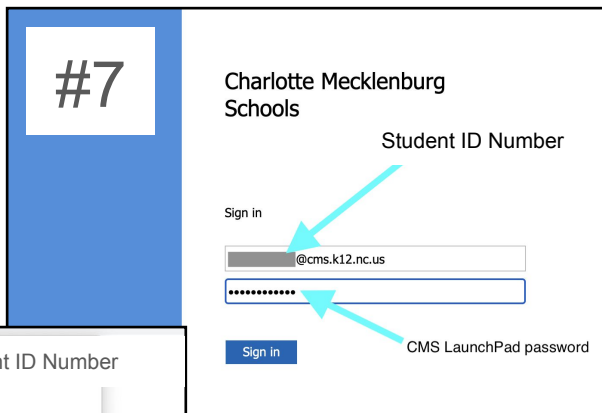 #7
Charlotte Mecklenburg
Schools
Student ID Number
Sign in
@cms.k12.nc.us
••••••••••••
Sign in
CMS LaunchPad password
ID Number